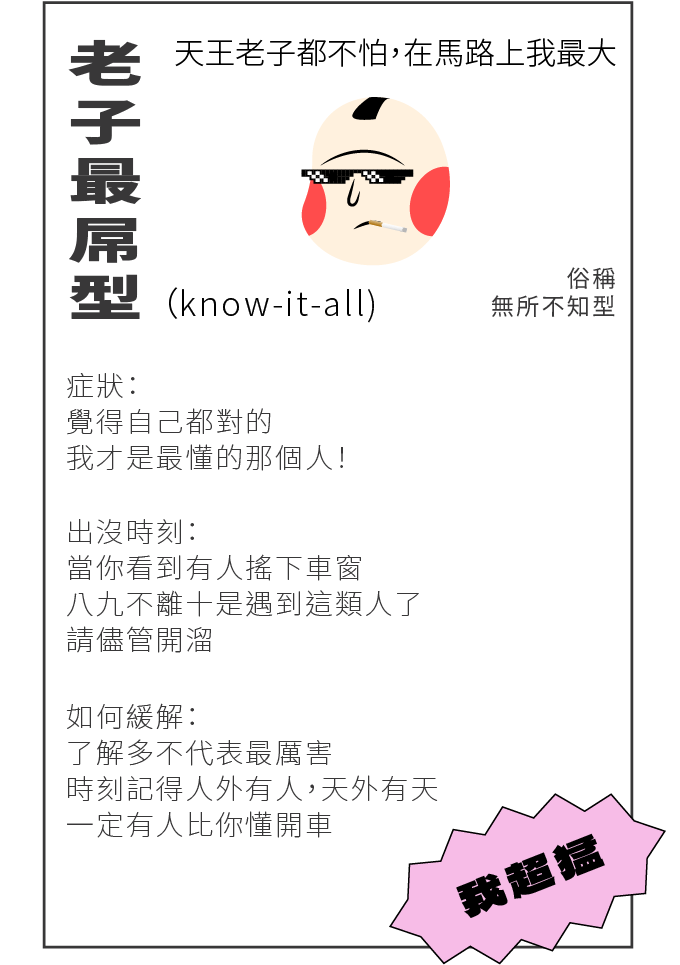 老子最屌型
天王老子都不怕,在馬路上我最大
(know-it-all)
俗稱
無所不知型
症狀:
覺得自己都對的
我才是最懂的那個人!
出沒時刻:
當你看到有人搖下車窗
八九不離十是遇到這類人了
請儘管開溜
如何緩解:
了解多不代表最厲害
時刻記得人外有人,天外有天
一定有人比你懂開車
我超猛